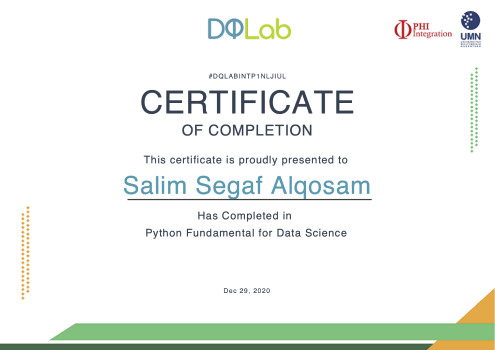 DQLab
PHI
Integration
UMN
#DQLABINTP1NLJIUL
CERTIFICATE
OF COMPLETION
This certificate is proudly presented to
Salim Segaf Alqosam
Has Completed in
Python Fundamental for Data Science
Dec 29, 2020